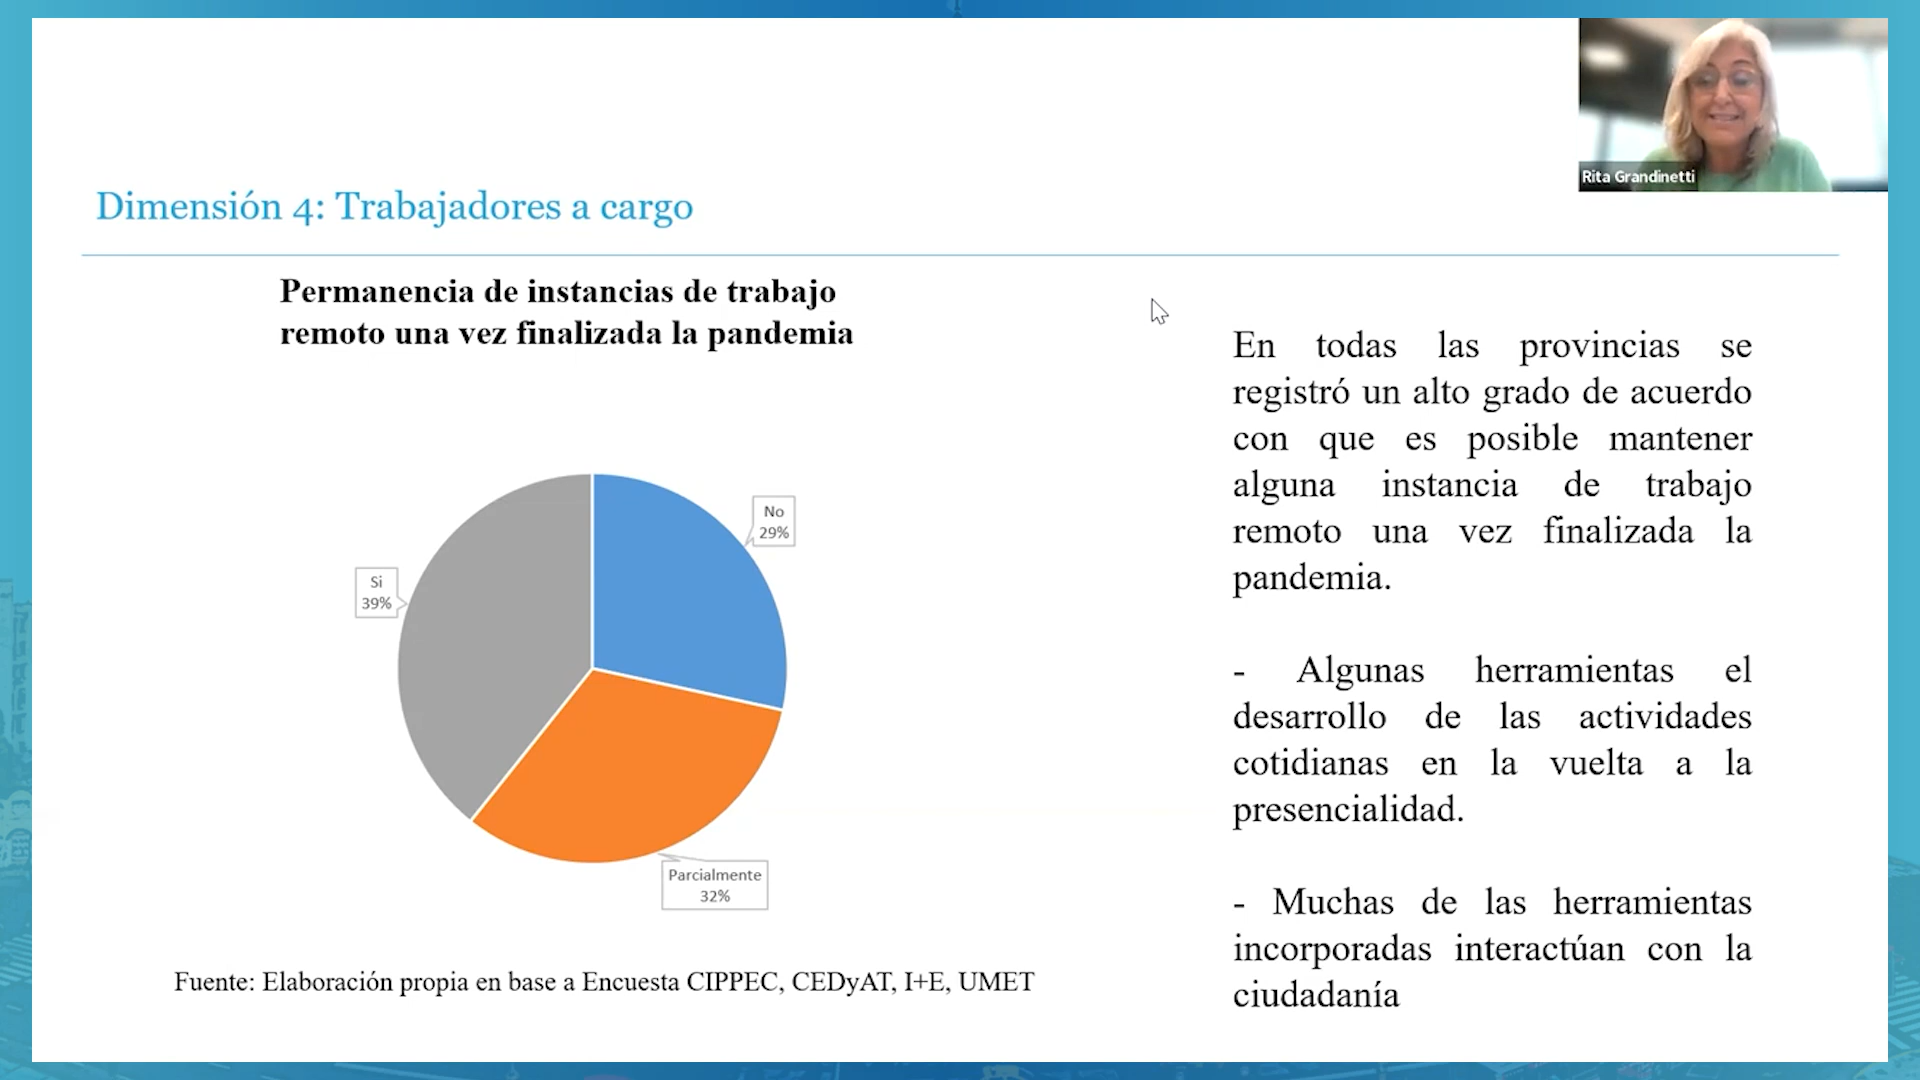 Rita Grandinetti
Dimensión 4: Trabajadores a cargo
Permanencia de instancias de trabajo
remoto una vez finalizada la pandemia
No
29%
Si
39%
Parcialmente
32%
Fuente: Elaboración propia en base a Encuesta CIPPEC, CEDyAT, I+E, UMET
En todas las provincias se
registró un alto grado de acuerdo
con que es posible mantener
alguna instancia de trabajo
remoto una vez finalizada la
pandemia.
- Algunas herramientas el
desarrollo de las actividades
cotidianas en la vuelta a la
presencialidad.
- Muchas de las herramientas
incorporadas interactúan con la
ciudadanía